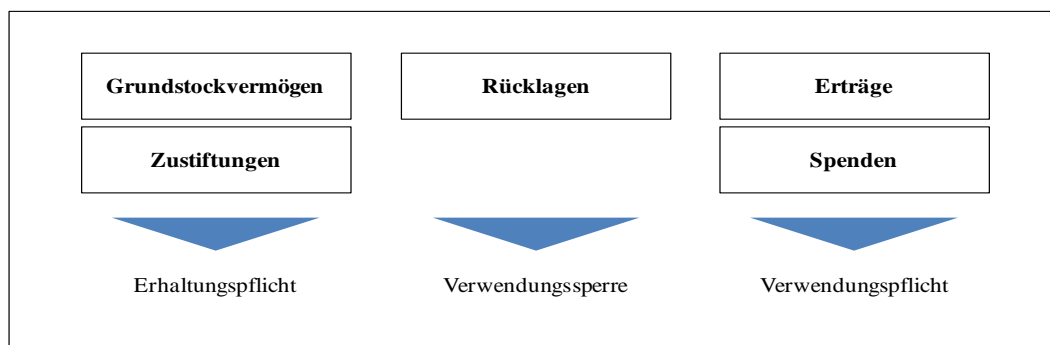 Grundstockvermögen
Zustiftungen
Erhaltungspflicht
Rücklagen
Verwendungssperre
Erträge
Spenden
Verwendungspflicht